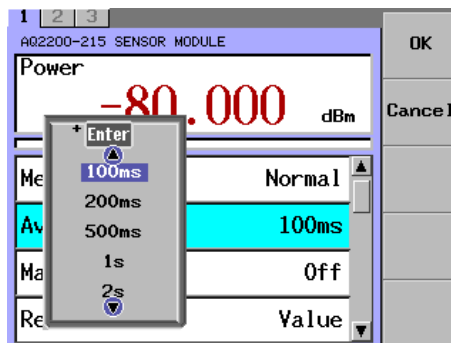 1 2 3
AQ2200-215 SENSOR MODULE
OK
Power
-80.000 dBm
Cancel
+ Enter
100ms
200ms
500ms
1s
2s
Me Normal
Av 100ms
Ma Off
Re Value